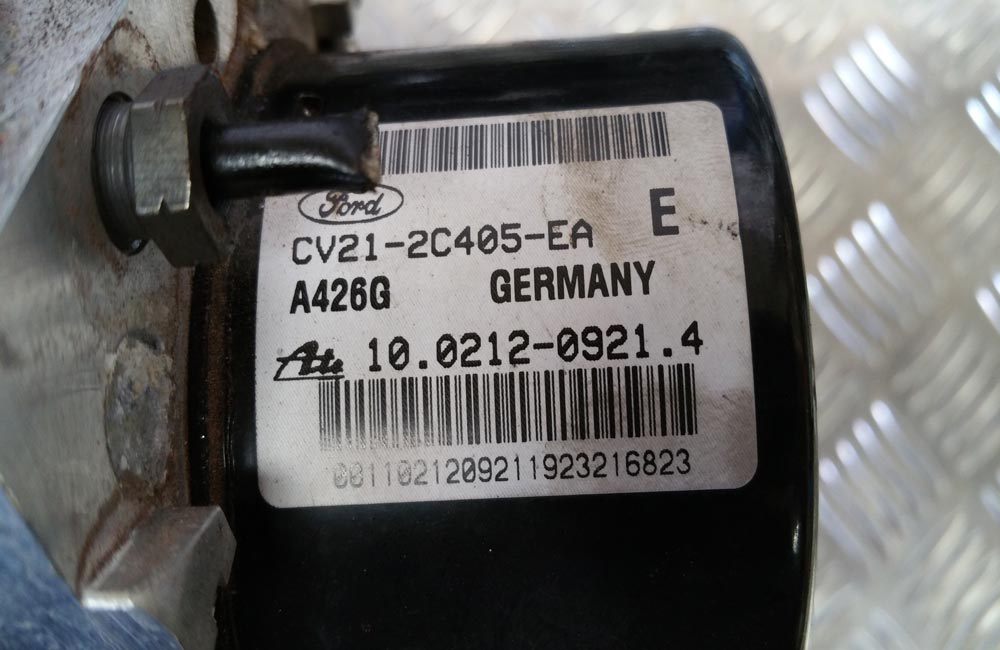 Ford
E
CV21-2C405-EA
A426G GERMANY
Ate 10.0212-0921.4
0011021209211923216823